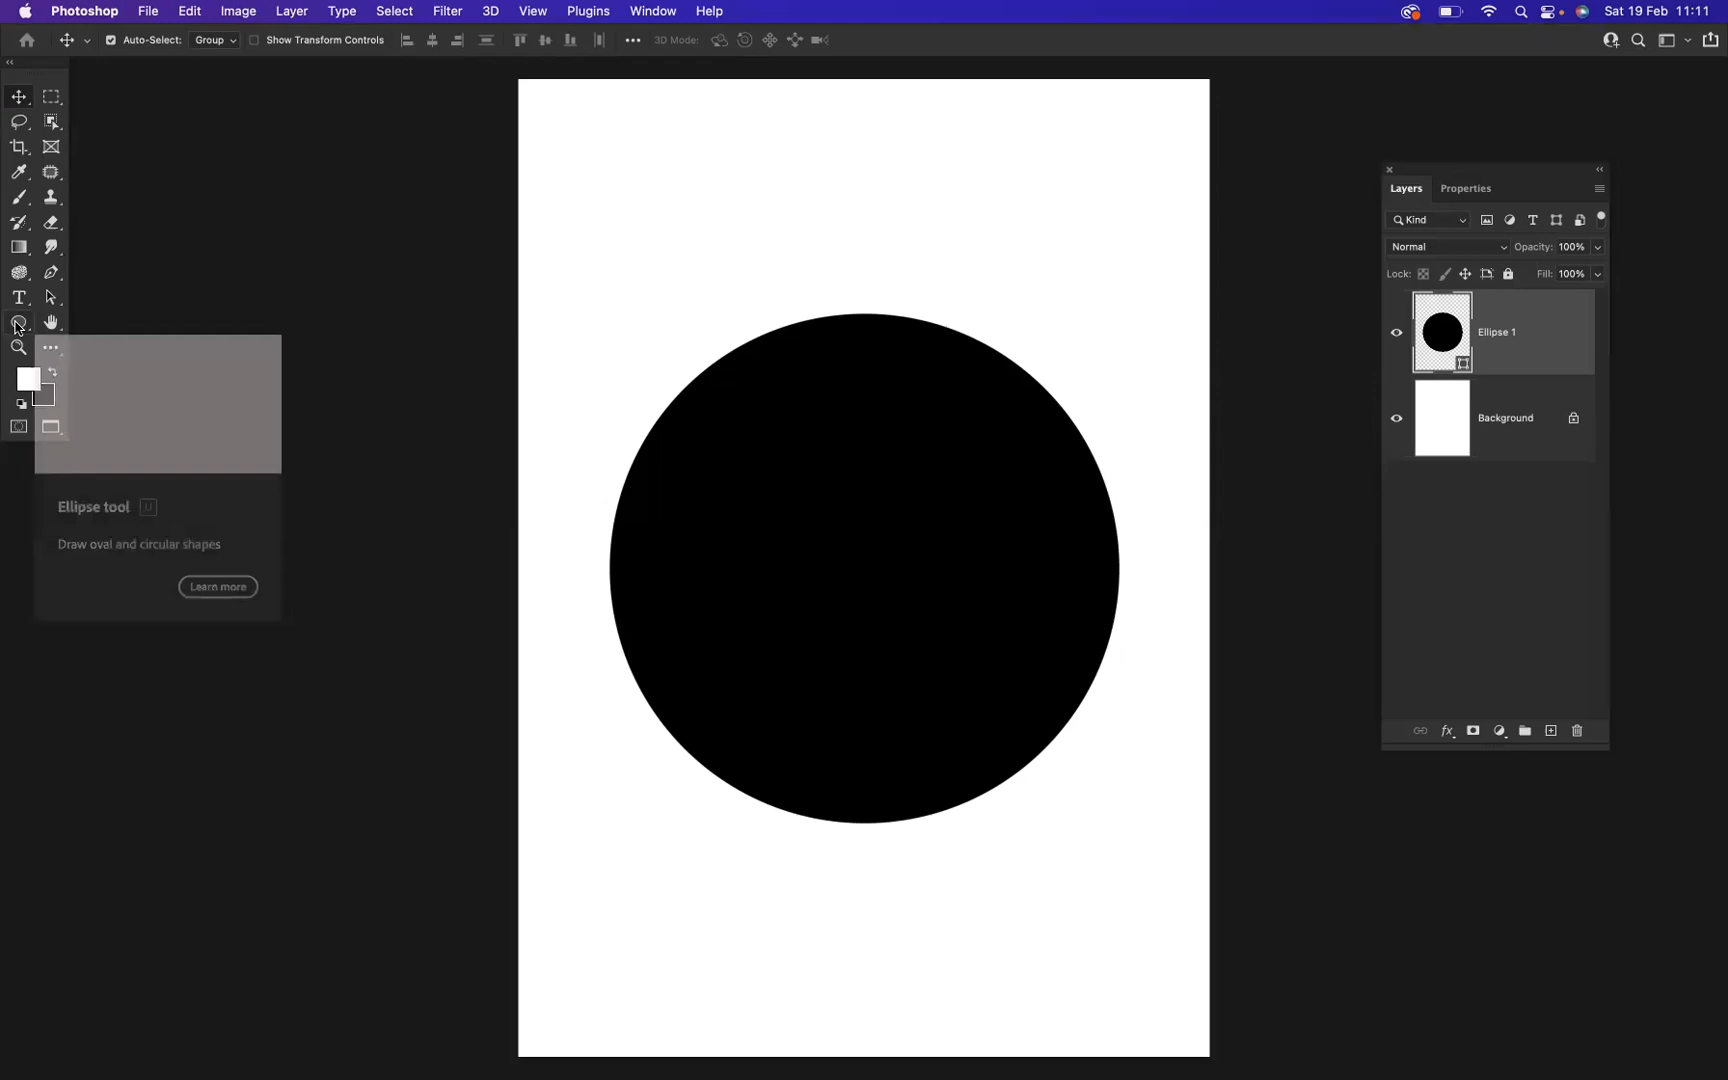 Photoshop File Edit Image Layer Type Select Filter 3D View Plugins Window Help Sat 19 Feb 11:11
Auto-Select: Group Show Transform Controls 3D Mode:
Layers Properties
Kind
Normal Opacity: 100%
Lock: Fill: 100%
Ellipse 1
Background
Ellipse tool U
Draw oval and circular shapes
Learn more